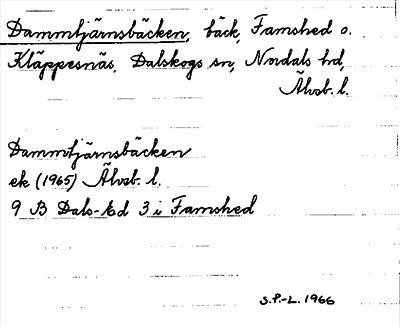 Dammtjärnsbäcken, bäck, Famshed o.
Kläppesnäs, Dalskogs sn, Nordals hd,
Älvsb. l.
Dammtjärnsbäcken
ek (1965) Älvsb. l.
9 B Dals-Ed 3 i Famshed
S.P.-L. 1966